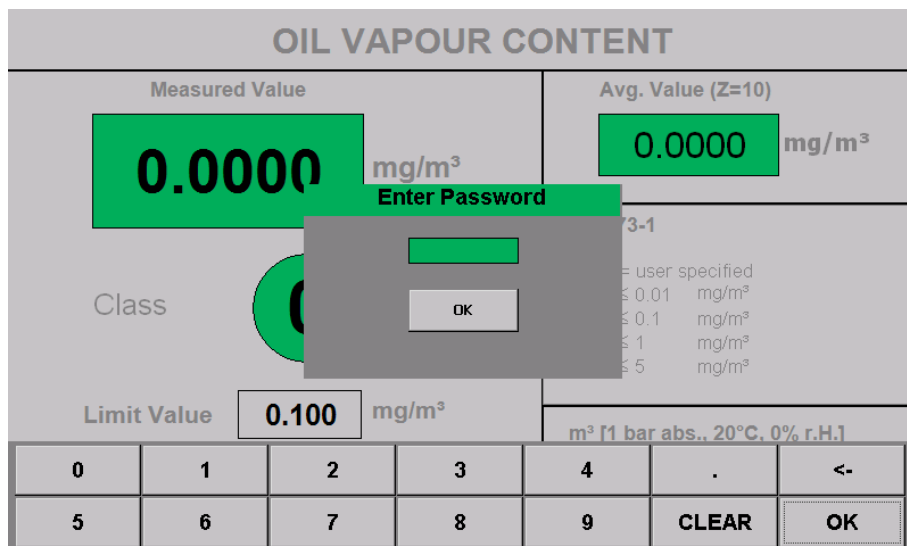 OIL VAPOUR CONTENT
Measured Value
0.0000 mg/m³
Avg. Value (Z=10)
0.0000 mg/m³
Enter Password
OK
73-1
= user specified
≤ 0.01 mg/m³
≤ 0.1 mg/m³
≤ 1 mg/m³
≤ 5 mg/m³
Class
Limit Value 0.100 mg/m³
m³ [1 bar abs., 20°C, 0% r.H.]
0 1 2 3 4 . <-
5 6 7 8 9 CLEAR OK